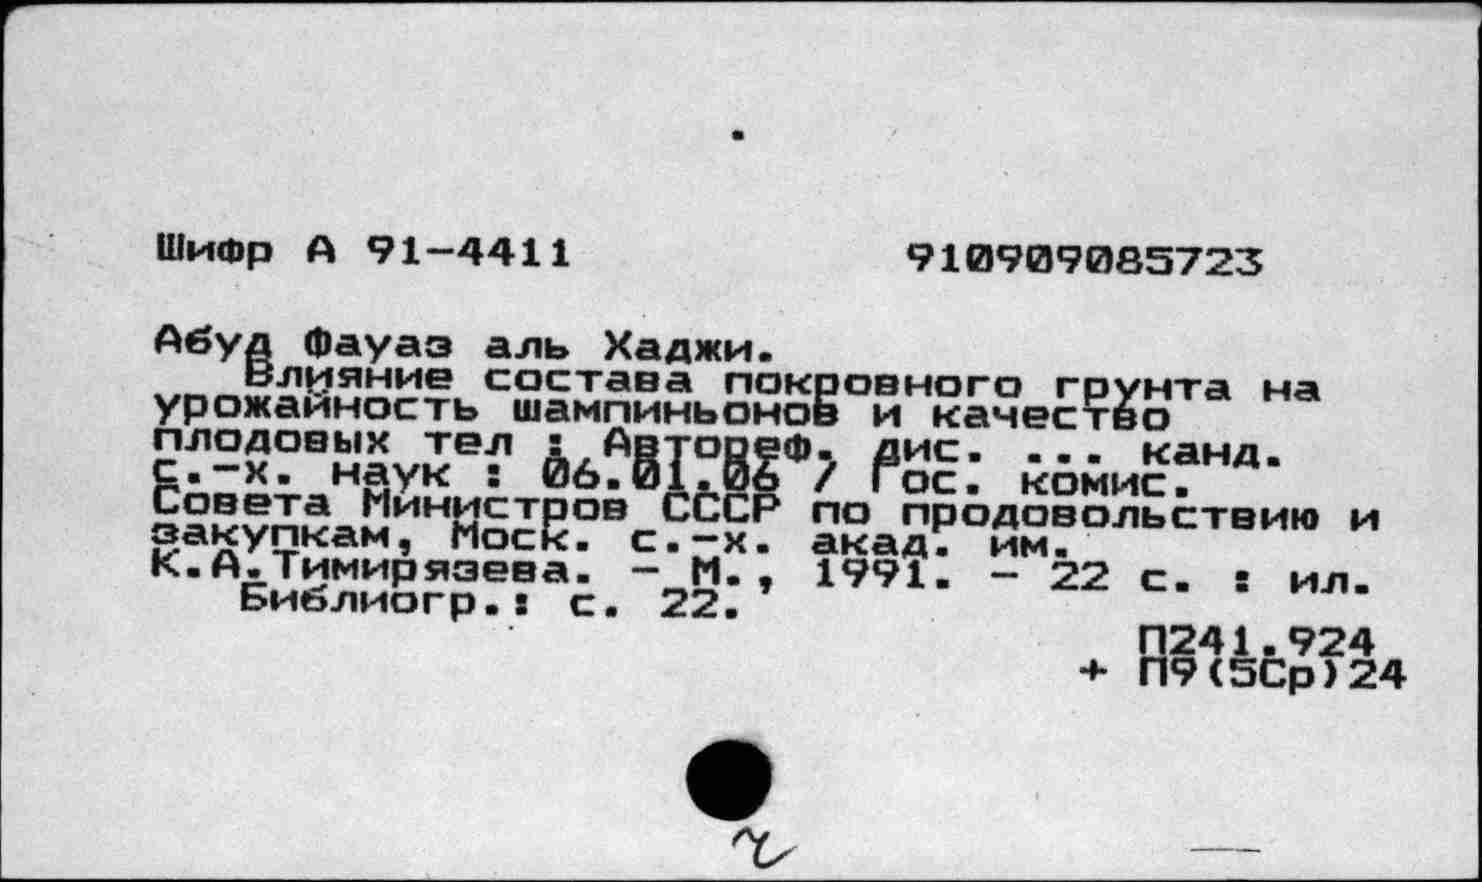 Шифр А 91-4411 910909085723
Абуд Фауаз аль Хаджи.
Влияние состава покровного грунта на
урожайность шампиньонов и качество
плодовых тел : Автореф. дис. ... канд.
с.-х. наук : 06.01.06 / Гос. комис.
Совета Министров СССР по продовольствию и
закупкам, Моск. с.-х. акад. им.
К.А.Тимирязева. - М., 1991. - 22 с. : ил.
Библиогр.: с. 22.
П241.924
+ П9(5Ср)24